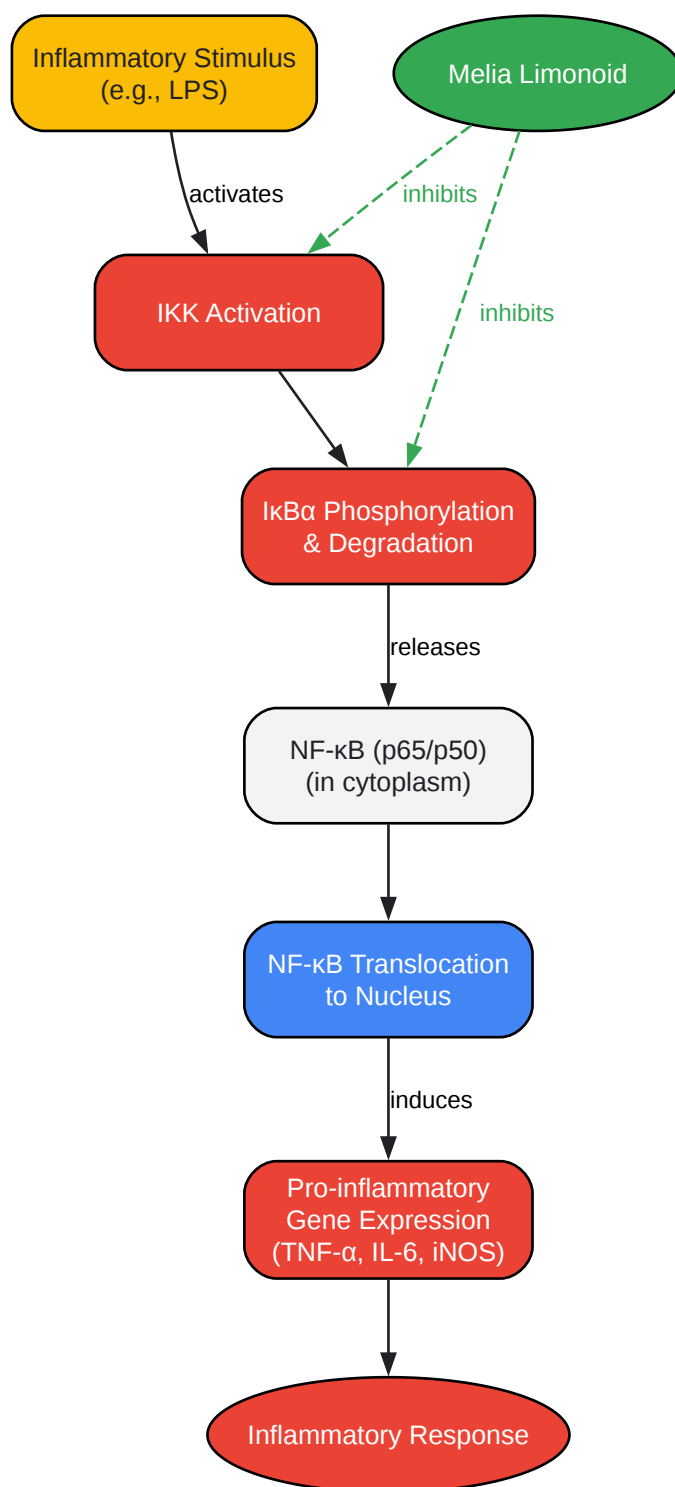 Inflammatory Stimulus
(e.g., LPS)
Melia Limonoid
activates
inhibits
IKK Activation
inhibits
IκBα Phosphorylation
& Degradation
releases
NF-κB (p65/p50)
(in cytoplasm)
NF-κB Translocation
to Nucleus
induces
Pro-inflammatory
Gene Expression
(TNF-α, IL-6, iNOS)
Inflammatory Response